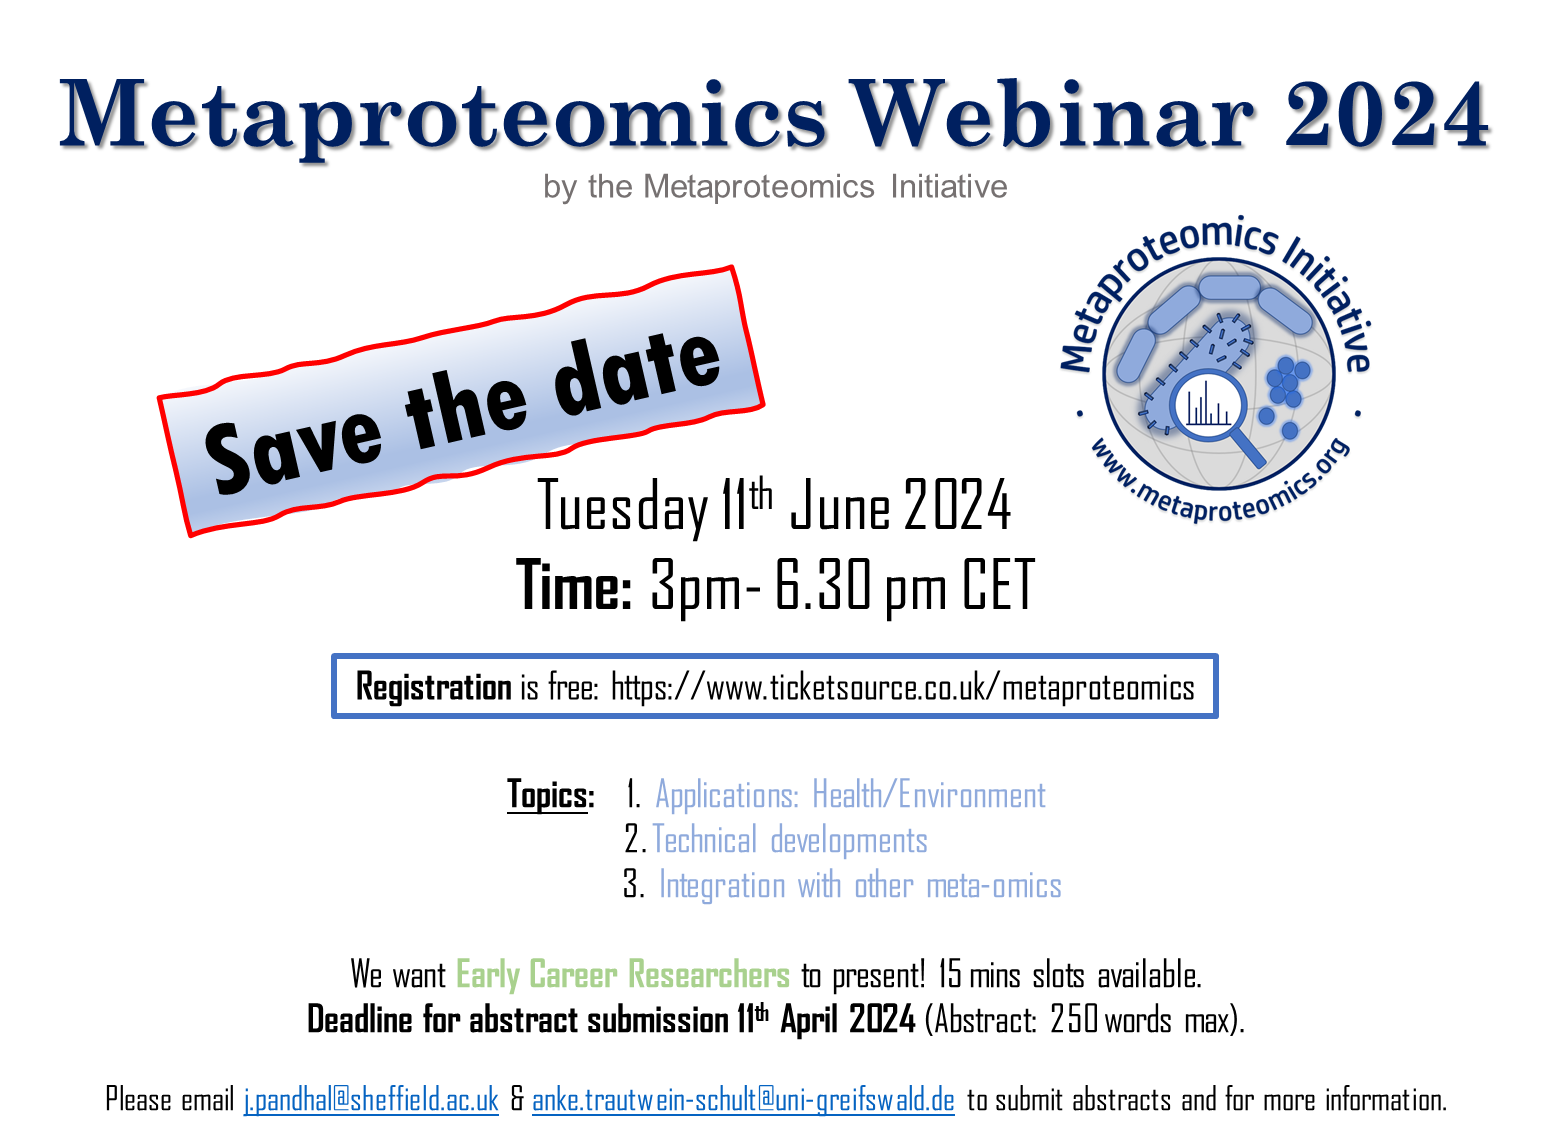 Metaproteomics Webinar 2024
by the Metaproteomics Initiative
Metaproteomics Initiative
• www.metaproteomics.org •
Save the date
Tuesday 11th June 2024
Time: 3pm- 6.30 pm CET
Registration is free: https://www.ticketsource.co.uk/metaproteomics
Topics: 1. Applications: Health/Environment
2. Technical developments
3. Integration with other meta-omics
We want Early Career Researchers to present! 15 mins slots available.
Deadline for abstract submission 11th April 2024 (Abstract: 250 words max).
Please email j.pandhal@sheffield.ac.uk & anke.trautwein-schult@uni-greifswald.de to submit abstracts and for more information.